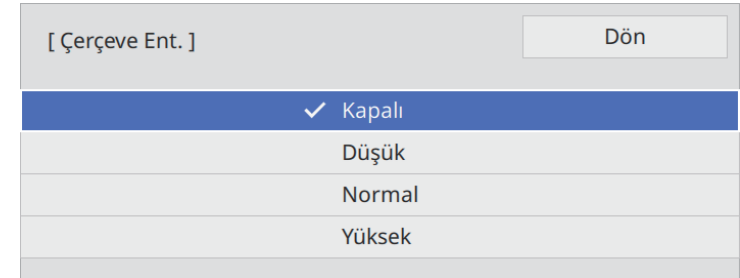 [ Çerçeve Ent. ]
Dön
Kapalı
Düşük
Normal
Yüksek